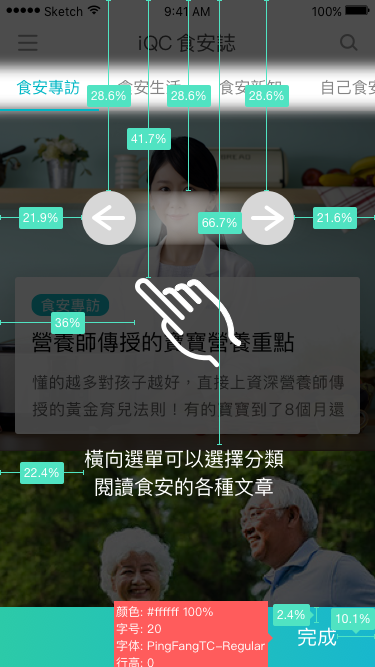 Sketch
9:41 AM
100%
iQC 食安誌
食安專訪
食安生活
食安新知
自己食安
28.6%
28.6%
28.6%
41.7%
21.9%
66.7%
21.6%
食安專訪
36%
營養師傳授的寶寶營養重點
懂的越多對孩子越好，直接上資深營養師傳
授的黃金育兒法則！有的寶寶到了8個月還
橫向選單可以選擇分類
22.4%
閱讀食安的各種文章
颜色: #ffffff 100%
字号: 20
字体: PingFangTC-Regular
行高: 0
2.4%
10.1%
完成